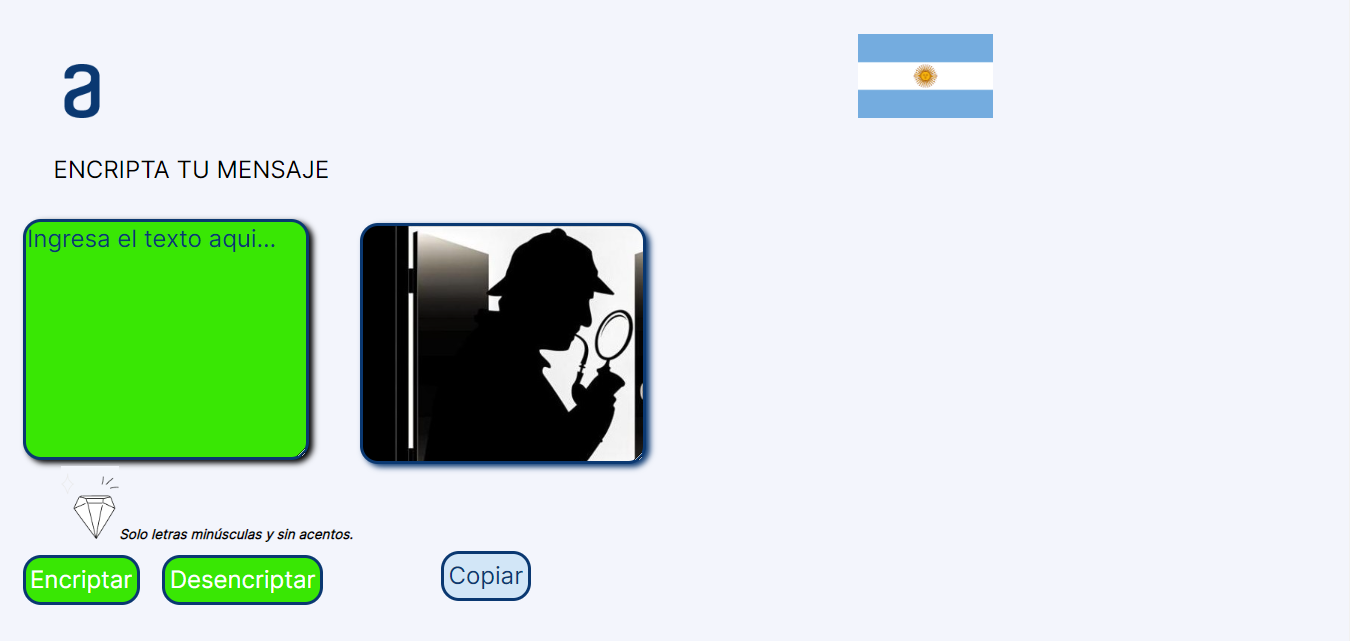 a
ENCRIPTA TU MENSAJE
Ingresa el texto aqui...
Solo letras minúsculas y sin acentos.
Encriptar
Desencriptar
Copiar